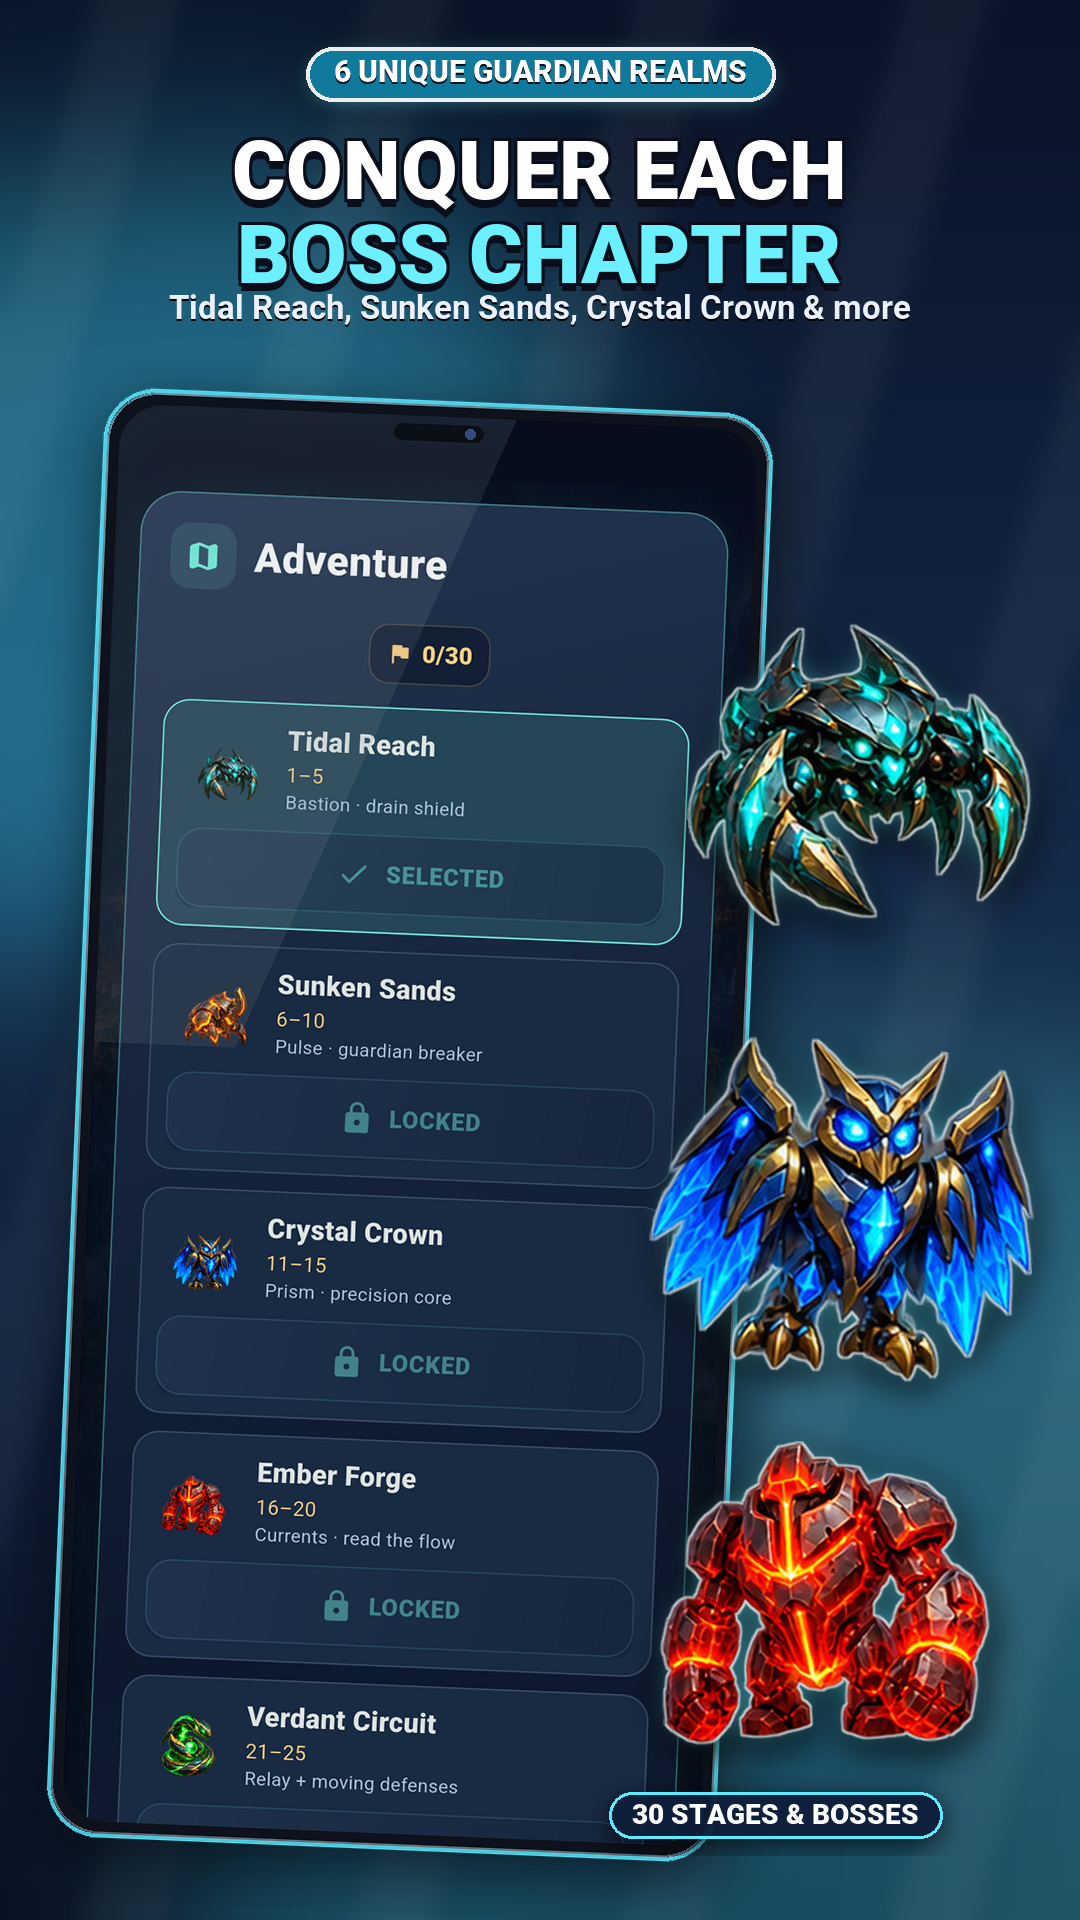 6 UNIQUE GUARDIAN REALMS
CONQUER EACH
BOSS CHAPTER
Tidal Reach, Sunken Sands, Crystal Crown & more
Adventure
0/30
Tidal Reach
1–5
Bastion · drain shield
SELECTED
Sunken Sands
6–10
Pulse · guardian breaker
LOCKED
Crystal Crown
11–15
Prism · precision core
LOCKED
Ember Forge
16–20
Currents · read the flow
LOCKED
Verdant Circuit
21–25
Relay + moving defenses
30 STAGES & BOSSES